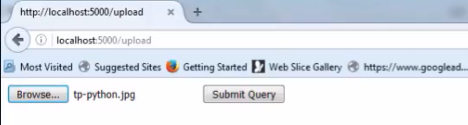 http://localhost:5000/upload × +
localhost:5000/upload
Most Visited Suggested Sites Getting Started Web Slice Gallery https://www.googlead...
Browse... tp-python.jpg Submit Query